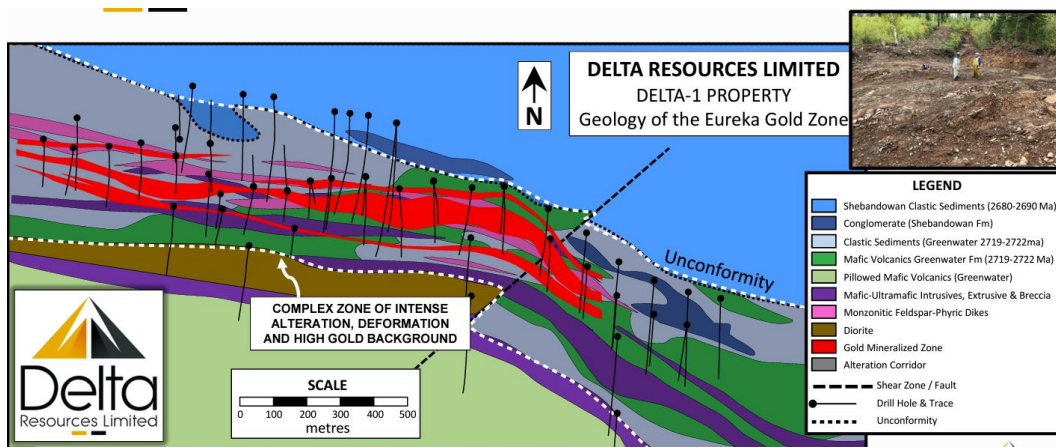 DELTA RESOURCES LIMITED
DELTA-1 PROPERTY
Geology of the Eureka Gold Zone
N
LEGEND
Shebandowan Clastic Sediments (2680-2690 Ma)
Conglomerate (Shebandowan Fm)
Clastic Sediments (Greenwater 2719-2722ma)
Mafic Volcanics Greenwater Fm (2719-2722 Ma)
Pillowed Mafic Volcanics (Greenwater)
Mafic-Ultramafic Intrusives, Extrusive & Breccia
Monzonitic Feldspar-Phyric Dikes
Diorite
Gold Mineralized Zone
Alteration Corridor
Shear Zone / Fault
Drill Hole & Trace
Unconformity
Unconformity
COMPLEX ZONE OF INTENSE
ALTERATION, DEFORMATION
AND HIGH GOLD BACKGROUND
SCALE
0 100 200 300 400 500
metres
Delta
Resources Limited